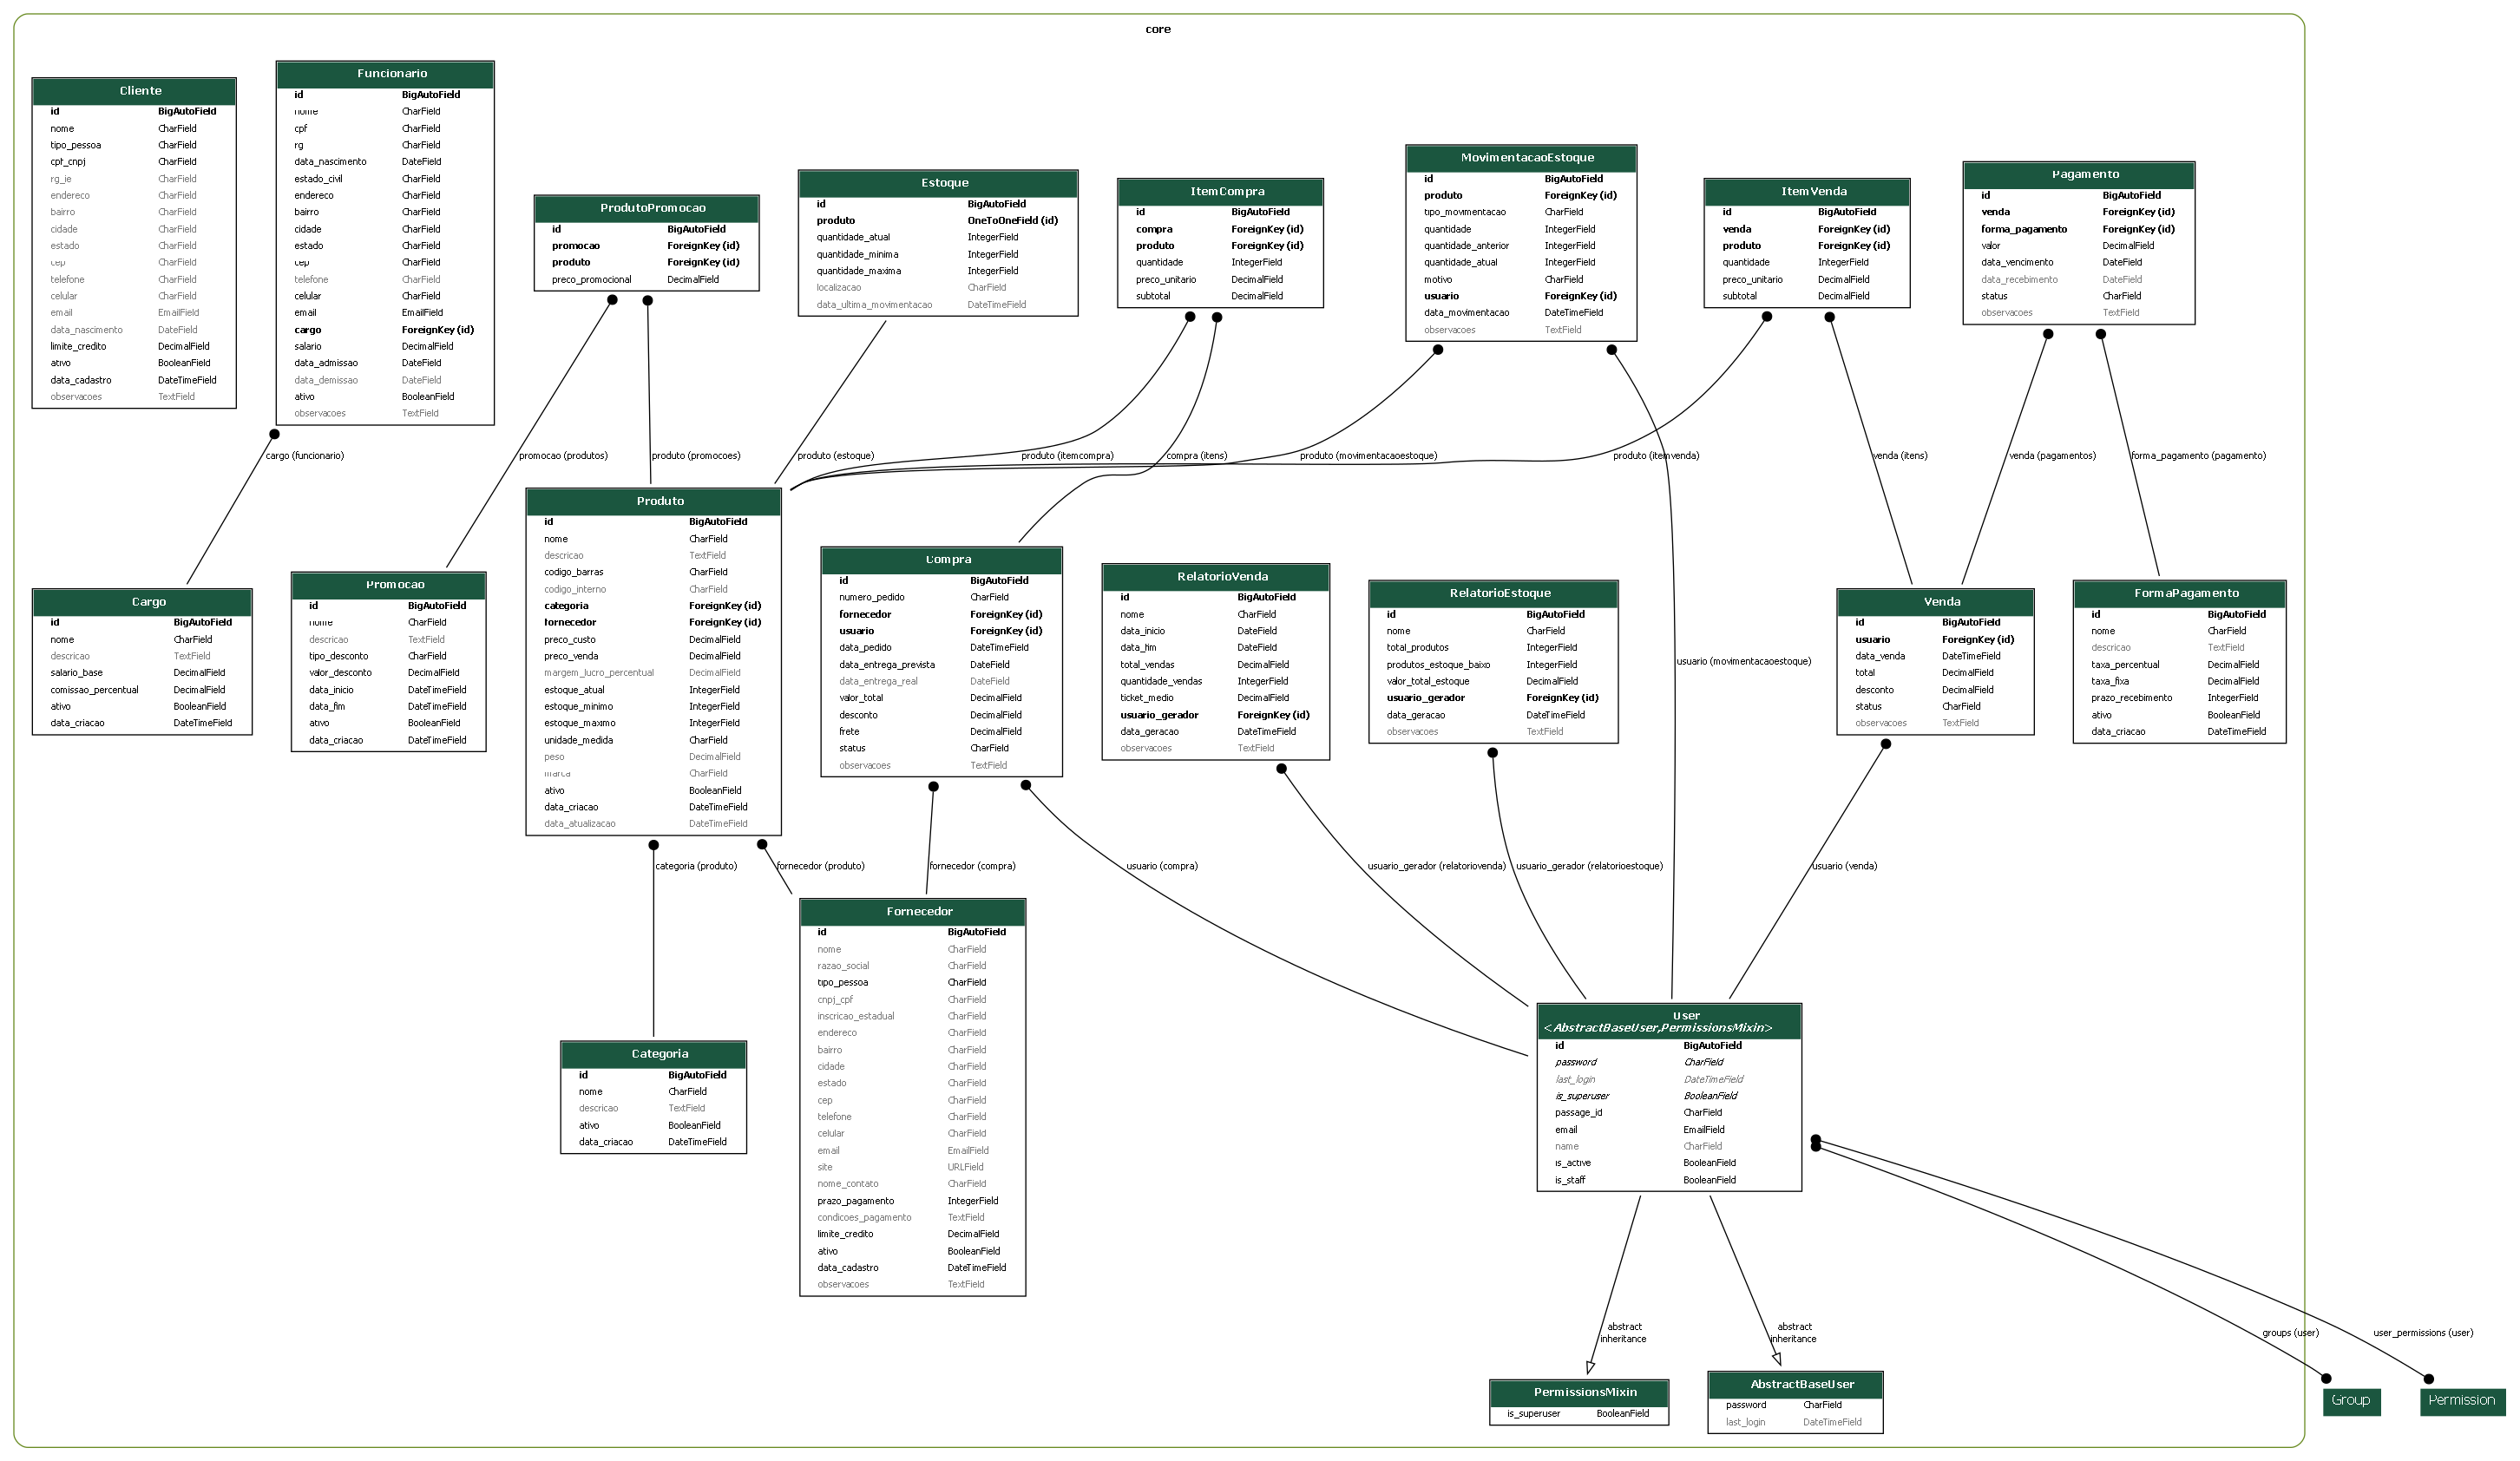 core
Cliente
id BigAutoField
nome CharField
tipo_pessoa CharField
cpf_cnpj CharField
rg_ie CharField
endereco CharField
bairro CharField
cidade CharField
estado CharField
cep CharField
telefone CharField
celular CharField
email EmailField
data_nascimento DateField
limite_credito DecimalField
ativo BooleanField
data_cadastro DateTimeField
observacoes TextField
Funcionario
id BigAutoField
nome CharField
cpf CharField
rg CharField
data_nascimento DateField
estado_civil CharField
endereco CharField
bairro CharField
cidade CharField
estado CharField
cep CharField
telefone CharField
celular CharField
email EmailField
cargo ForeignKey (id)
salario DecimalField
data_admissao DateField
data_demissao DateField
ativo BooleanField
observacoes TextField
ProdutoPromocao
id BigAutoField
promocao ForeignKey (id)
produto ForeignKey (id)
preco_promocional DecimalField
Estoque
id BigAutoField
produto OneToOneField (id)
quantidade_atual IntegerField
quantidade_minima IntegerField
quantidade_maxima IntegerField
localizacao CharField
data_ultima_movimentacao DateTimeField
ItemCompra
id BigAutoField
compra ForeignKey (id)
produto ForeignKey (id)
quantidade IntegerField
preco_unitario DecimalField
subtotal DecimalField
MovimentacaoEstoque
id BigAutoField
produto ForeignKey (id)
tipo_movimentacao CharField
quantidade IntegerField
quantidade_anterior IntegerField
quantidade_atual IntegerField
motivo CharField
usuario ForeignKey (id)
data_movimentacao DateTimeField
observacoes TextField
ItemVenda
id BigAutoField
venda ForeignKey (id)
produto ForeignKey (id)
quantidade IntegerField
preco_unitario DecimalField
subtotal DecimalField
Pagamento
id BigAutoField
venda ForeignKey (id)
forma_pagamento ForeignKey (id)
valor DecimalField
data_vencimento DateField
data_recebimento DateField
status CharField
observacoes TextField
cargo (funcionario)
promocao (produtos)
produto (promocoes)
produto (estoque)
produto (itemcompra)
compra (itens)
produto (movimentacaoestoque)
produto (itemvenda)
venda (itens)
venda (pagamentos)
forma_pagamento (pagamento)
Cargo
id BigAutoField
nome CharField
descricao TextField
salario_base DecimalField
comissao_percentual DecimalField
ativo BooleanField
data_criacao DateTimeField
Promocao
id BigAutoField
nome CharField
descricao TextField
tipo_desconto CharField
valor_desconto DecimalField
data_inicio DateTimeField
data_fim DateTimeField
ativo BooleanField
data_criacao DateTimeField
Produto
id BigAutoField
nome CharField
descricao TextField
codigo_barras CharField
codigo_interno CharField
categoria ForeignKey (id)
fornecedor ForeignKey (id)
preco_custo DecimalField
preco_venda DecimalField
margem_lucro_percentual DecimalField
estoque_atual IntegerField
estoque_minimo IntegerField
estoque_maximo IntegerField
unidade_medida CharField
peso DecimalField
marca CharField
ativo BooleanField
data_criacao DateTimeField
data_atualizacao DateTimeField
Compra
id BigAutoField
numero_pedido CharField
fornecedor ForeignKey (id)
usuario ForeignKey (id)
data_pedido DateTimeField
data_entrega_prevista DateField
data_entrega_real DateField
valor_total DecimalField
desconto DecimalField
frete DecimalField
status CharField
observacoes TextField
RelatorioVenda
id BigAutoField
nome CharField
data_inicio DateField
data_fim DateField
total_vendas DecimalField
quantidade_vendas IntegerField
ticket_medio DecimalField
usuario_gerador ForeignKey (id)
data_geracao DateTimeField
observacoes TextField
RelatorioEstoque
id BigAutoField
nome CharField
total_produtos IntegerField
produtos_estoque_baixo IntegerField
valor_total_estoque DecimalField
usuario_gerador ForeignKey (id)
data_geracao DateTimeField
observacoes TextField
usuario (movimentacaoestoque)
Venda
id BigAutoField
usuario ForeignKey (id)
data_venda DateTimeField
total DecimalField
desconto DecimalField
status CharField
observacoes TextField
FormaPagamento
id BigAutoField
nome CharField
descricao TextField
taxa_percentual DecimalField
taxa_fixa DecimalField
prazo_recebimento IntegerField
ativo BooleanField
data_criacao DateTimeField
categoria (produto)
fornecedor (produto)
fornecedor (compra)
usuario (compra)
usuario_gerador (relatoriovenda)
usuario_gerador (relatorioestoque)
usuario (venda)
Categoria
id BigAutoField
nome CharField
descricao TextField
ativo BooleanField
data_criacao DateTimeField
Fornecedor
id BigAutoField
nome CharField
razao_social CharField
tipo_pessoa CharField
cnpj_cpf CharField
inscricao_estadual CharField
endereco CharField
bairro CharField
cidade CharField
estado CharField
cep CharField
telefone CharField
celular CharField
email EmailField
site URLField
nome_contato CharField
prazo_pagamento IntegerField
condicoes_pagamento TextField
limite_credito DecimalField
ativo BooleanField
data_cadastro DateTimeField
observacoes TextField
User
<AbstractBaseUser,PermissionsMixin>
id BigAutoField
password CharField
last_login DateTimeField
is_superuser BooleanField
passage_id CharField
email EmailField
name CharField
is_active BooleanField
is_staff BooleanField
abstract
inheritance
abstract
inheritance
groups (user)
user_permissions (user)
PermissionsMixin
is_superuser BooleanField
AbstractBaseUser
password CharField
last_login DateTimeField
Group
Permission